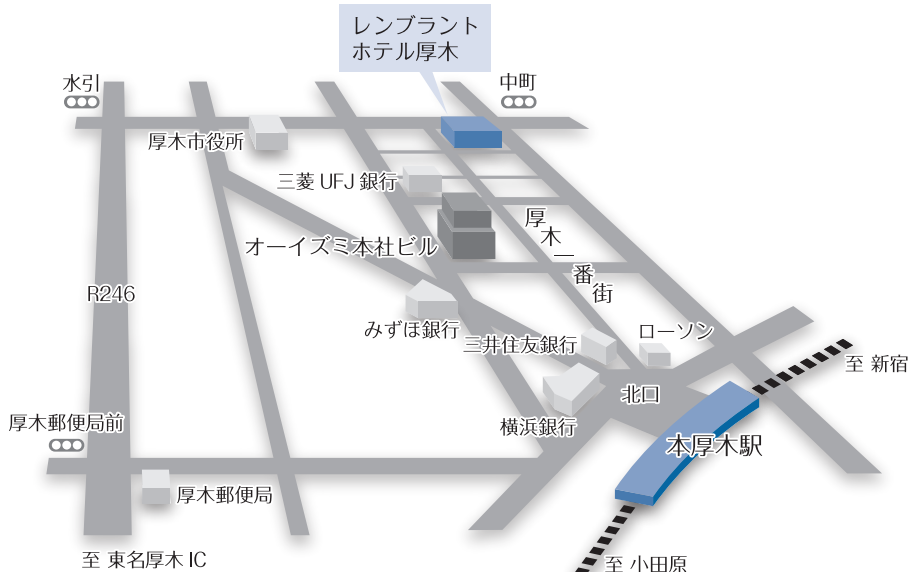 レンブラント
ホテル厚木
水引
中町
厚木市役所
三菱 UFJ 銀行
厚木一番街
オーイズミ本社ビル
R246
みずほ銀行
三井住友銀行
ローソン
至 新宿
北口
厚木郵便局前
横浜銀行
本厚木駅
厚木郵便局
至 東名厚木 IC
至 小田原